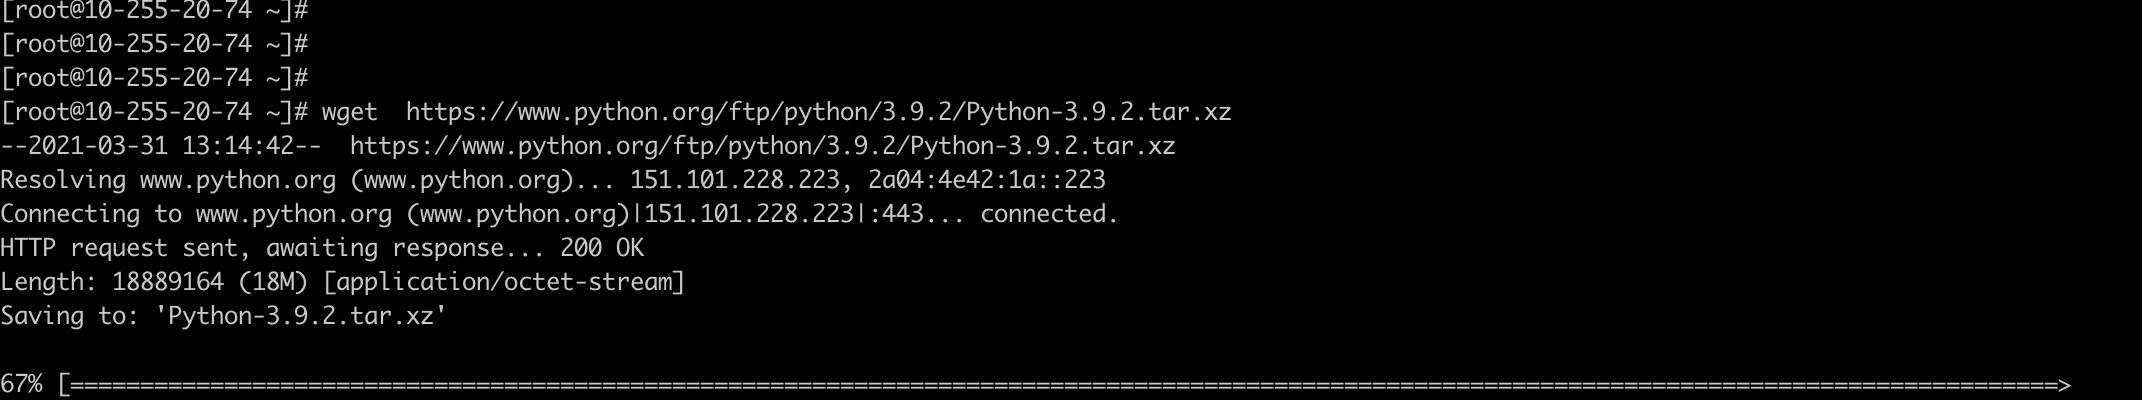 [root@10-255-20-74 ~]#
[root@10-255-20-74 ~]#
[root@10-255-20-74 ~]#
[root@10-255-20-74 ~]# wget  https://www.python.org/ftp/python/3.9.2/Python-3.9.2.tar.xz
--2021-03-31 13:14:42--  https://www.python.org/ftp/python/3.9.2/Python-3.9.2.tar.xz
Resolving www.python.org (www.python.org)... 151.101.228.223, 2a04:4e42:1a::223
Connecting to www.python.org (www.python.org)|151.101.228.223|:443... connected.
HTTP request sent, awaiting response... 200 OK
Length: 18889164 (18M) [application/octet-stream]
Saving to: 'Python-3.9.2.tar.xz'

67% [==============================================================================================================================================>